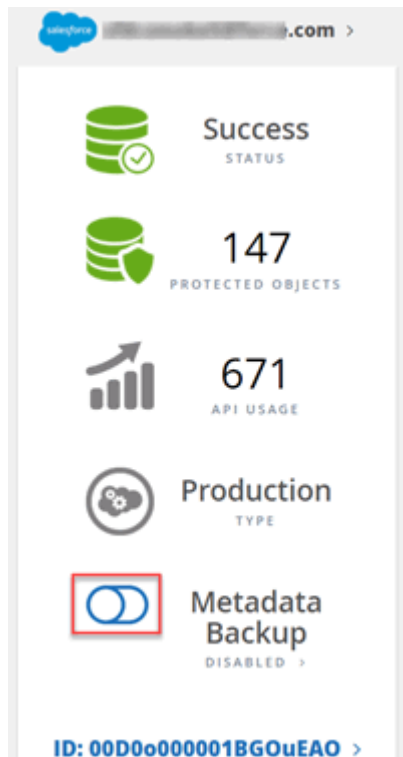 salesforce .com >
Success
STATUS
147
PROTECTED OBJECTS
671
API USAGE
Production
TYPE
Metadata
Backup
DISABLED >
ID: 00D0o000001BGOuEAO >